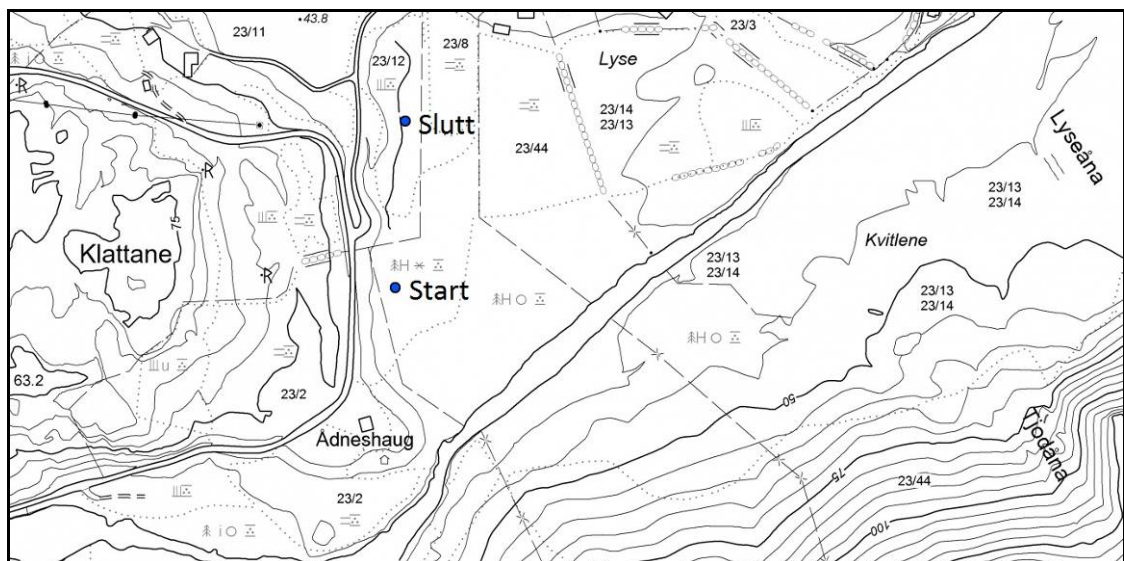 43.8
23/11
23/8
23/3
23/12
Lyse
R
Slutt
23/14
23/13
Lyseåna
23/44
R
23/13
23/14
75
Klattane
Kvitlene
23/13
23/14
H
R
Start
H
23/13
23/14
H
u
63.2
23/2
50
Ådneshaug
Tjodåna
75
23/44
23/2
i
100